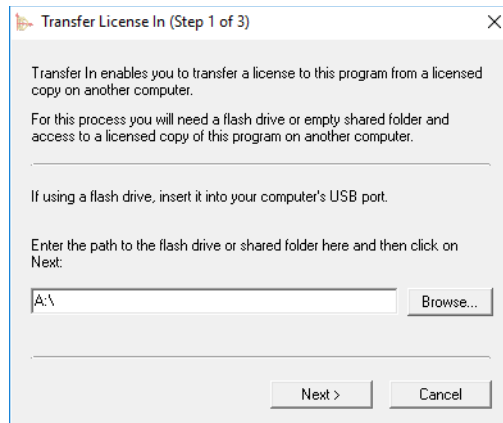 Transfer License In (Step 1 of 3)
Transfer In enables you to transfer a license to this program from a licensed
copy on another computer.
For this process you will need a flash drive or empty shared folder and
access to a licensed copy of this program on another computer.
If using a flash drive, insert it into your computer's USB port.
Enter the path to the flash drive or shared folder here and then click on
Next:
A:\
Browse...
Next >
Cancel